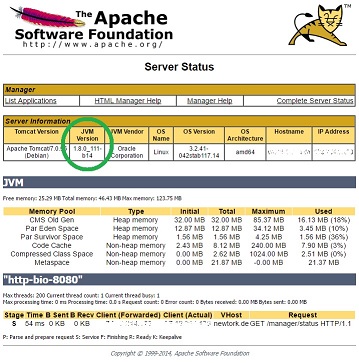 The Apache
Software Foundation
http://www.apache.org/
Server Status
Manager
List Applications HTML Manager Help Manager Help Complete Server Status
Server Information
Tomcat Version JVM Version JVM Vendor OS Name OS Version OS Architecture Hostname IP Address
Apache Tomcat/7.0. (Debian) 1.8.0_111-b14 Oracle Corporation Linux 3.2.41-042stab117.14 amd64
JVM
Free memory: 25.29 MB Total memory: 46.43 MB Max memory: 123.75 MB
Memory Pool Type Initial Total Maximum Used
CMS Old Gen Heap memory 32.00 MB 32.00 MB 85.37 MB 16.13 MB (18%)
Par Eden Space Heap memory 12.87 MB 12.87 MB 34.12 MB 3.45 MB (10%)
Par Survivor Space Heap memory 1.56 MB 1.56 MB 4.25 MB 1.56 MB (36%)
Code Cache Non-heap memory 2.43 MB 8.12 MB 240.00 MB 7.90 MB (3%)
Compressed Class Space Non-heap memory 0.00 MB 2.62 MB 1024.00 MB 2.51 MB (0%)
Metaspace Non-heap memory 0.00 MB 21.87 MB -0.00 MB 21.37 MB
"http-bio-8080"
Max threads: 200 Current thread count: 1 Current thread busy: 1
Max processing time: 0 ms Processing time: 0.0 s Request count: 0 Error count: 0 Bytes received: 0.00 MB Bytes sent: 0.00 MB
Stage Time B Sent B Recv Client (Forwarded) Client (Actual) VHost Request
S 54 ms 0 KB 0 KB newtork.de GET /manager/status HTTP/1.1
P: Parse and prepare request S: Service F: Finishing R: Ready K: Keepalive
Copyright © 1999-2014, Apache Software Foundation